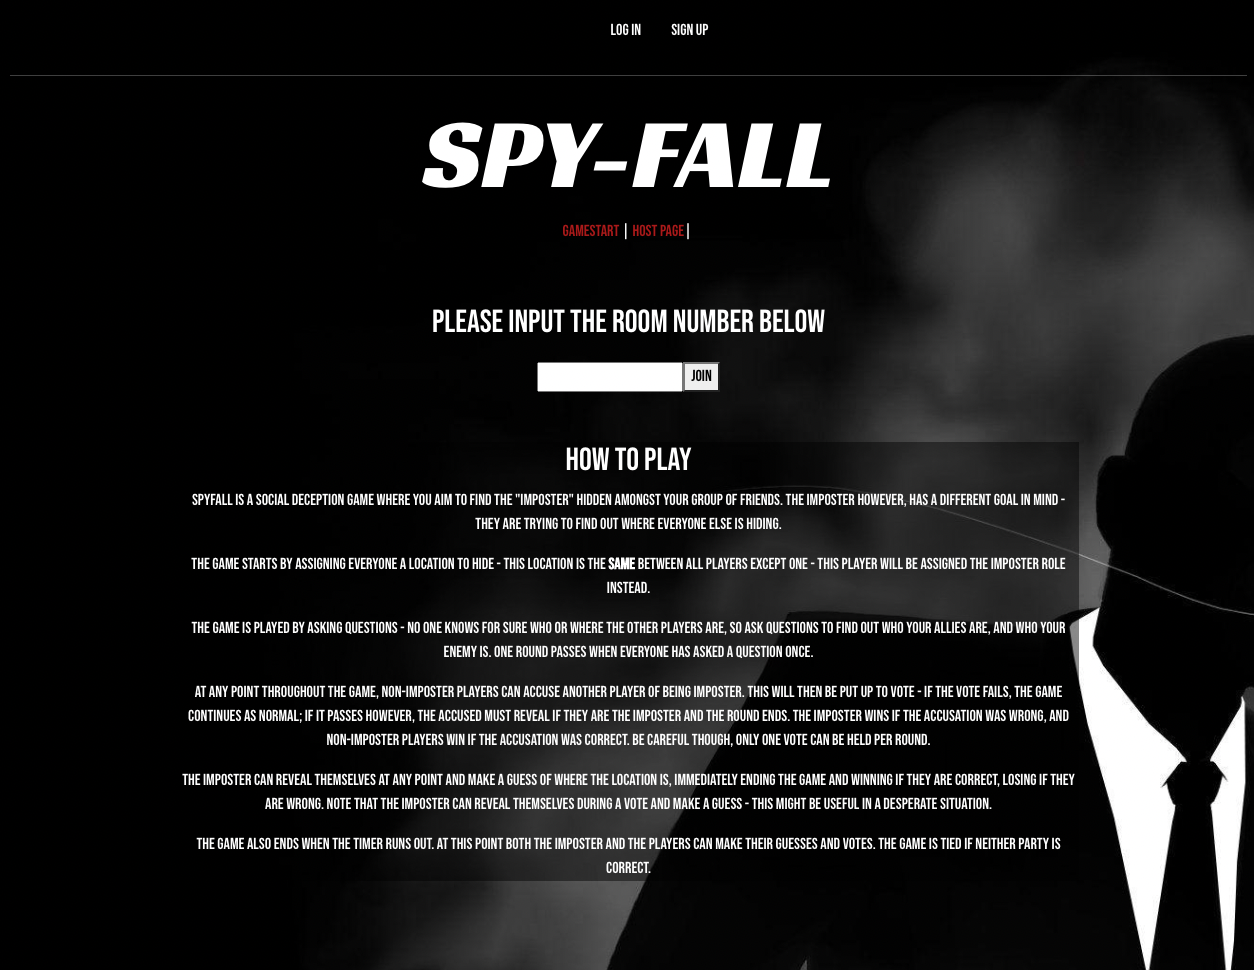 LOG IN SIGN UP
SPY-FALL
GAMESTART | HOST PAGE |
PLEASE INPUT THE ROOM NUMBER BELOW
JOIN
HOW TO PLAY
SPYFALL IS A SOCIAL DECEPTION GAME WHERE YOU AIM TO FIND THE "IMPOSTER" HIDDEN AMONGST YOUR GROUP OF FRIENDS. THE IMPOSTER HOWEVER, HAS A DIFFERENT GOAL IN MIND -
THEY ARE TRYING TO FIND OUT WHERE EVERYONE ELSE IS HIDING.
THE GAME STARTS BY ASSIGNING EVERYONE A LOCATION TO HIDE - THIS LOCATION IS THE SAME BETWEEN ALL PLAYERS EXCEPT ONE - THIS PLAYER WILL BE ASSIGNED THE IMPOSTER ROLE
INSTEAD.
THE GAME IS PLAYED BY ASKING QUESTIONS - NO ONE KNOWS FOR SURE WHO OR WHERE THE OTHER PLAYERS ARE, SO ASK QUESTIONS TO FIND OUT WHO YOUR ALLIES ARE, AND WHO YOUR
ENEMY IS. ONE ROUND PASSES WHEN EVERYONE HAS ASKED A QUESTION ONCE.
AT ANY POINT THROUGHOUT THE GAME, NON-IMPOSTER PLAYERS CAN ACCUSE ANOTHER PLAYER OF BEING IMPOSTER. THIS WILL THEN BE PUT UP TO VOTE - IF THE VOTE FAILS, THE GAME
CONTINUES AS NORMAL; IF IT PASSES HOWEVER, THE ACCUSED MUST REVEAL IF THEY ARE THE IMPOSTER AND THE ROUND ENDS. THE IMPOSTER WINS IF THE ACCUSATION WAS WRONG, AND
NON-IMPOSTER PLAYERS WIN IF THE ACCUSATION WAS CORRECT. BE CAREFUL THOUGH, ONLY ONE VOTE CAN BE HELD PER ROUND.
THE IMPOSTER CAN REVEAL THEMSELVES AT ANY POINT AND MAKE A GUESS OF WHERE THE LOCATION IS, IMMEDIATELY ENDING THE GAME AND WINNING IF THEY ARE CORRECT, LOSING IF THEY
ARE WRONG. NOTE THAT THE IMPOSTER CAN REVEAL THEMSELVES DURING A VOTE AND MAKE A GUESS - THIS MIGHT BE USEFUL IN A DESPERATE SITUATION.
THE GAME ALSO ENDS WHEN THE TIMER RUNS OUT. AT THIS POINT BOTH THE IMPOSTER AND THE PLAYERS CAN MAKE THEIR GUESSES AND VOTES. THE GAME IS TIED IF NEITHER PARTY IS
CORRECT.